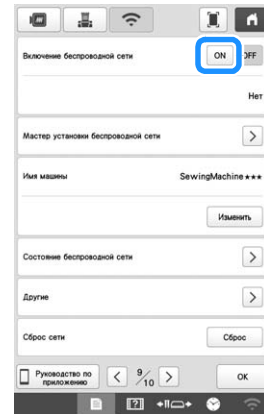 Включение беспроводной сети ON OFF
Нет
Мастер установки беспроводной сети
Имя машины SewingMachine★★★
Изменить
Состояние беспроводной сети
Другие
Сброс сети Сброс
Руководство по
приложению 9/10 OK